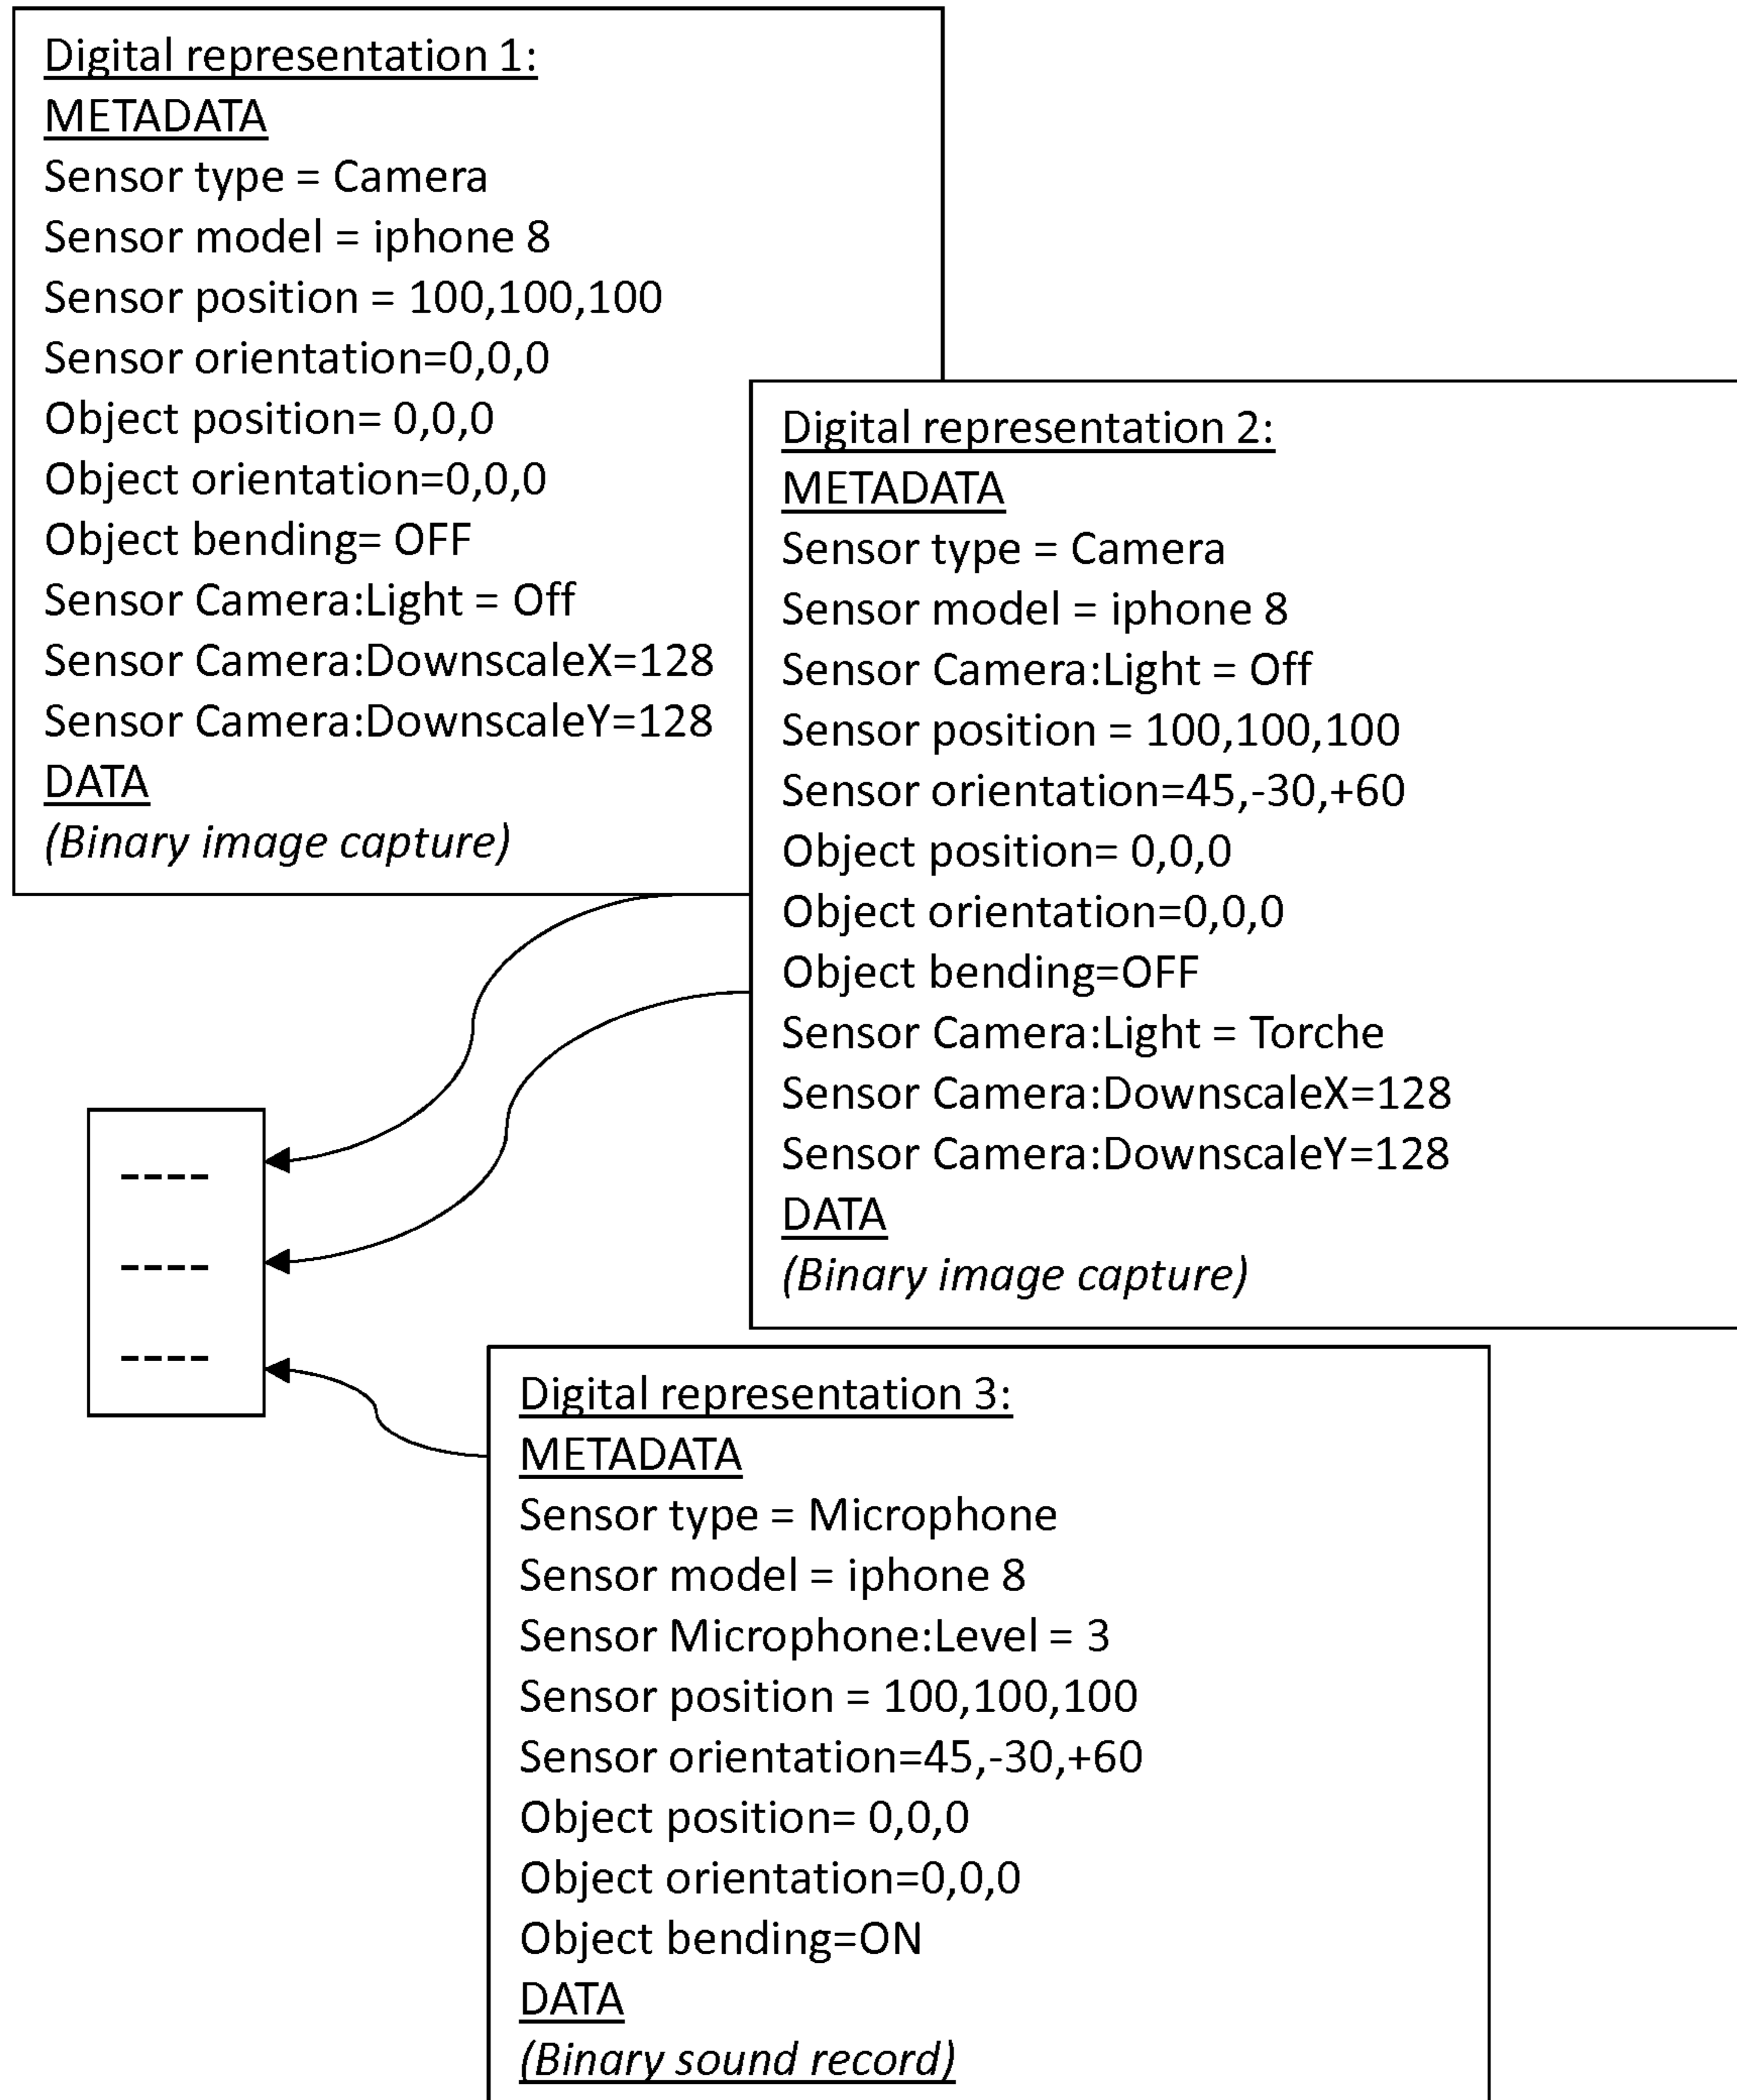 Digital representation 1:
METADATA
Sensor type = Camera
Sensor model = iphone 8
Sensor position = 100,100,100
Sensor orientation=0,0,0
Object position= 0,0,0
Object orientation=0,0,0
Object bending= OFF
Sensor Camera:Light = Off
Sensor Camera:DownscaleX=128
Sensor Camera:DownscaleY=128
DATA
(Binary image capture)
Digital representation 2:
METADATA
Sensor type = Camera
Sensor model = iphone 8
Sensor Camera:Light = Off
Sensor position = 100,100,100
Sensor orientation=45,-30,+60
Object position= 0,0,0
Object orientation=0,0,0
Object bending=OFF
Sensor Camera:Light = Torche
Sensor Camera:DownscaleX=128
Sensor Camera:DownscaleY=128
DATA
(Binary image capture)
----
----
----
Digital representation 3:
METADATA
Sensor type = Microphone
Sensor model = iphone 8
Sensor Microphone:Level = 3
Sensor position = 100,100,100
Sensor orientation=45,-30,+60
Object position= 0,0,0
Object orientation=0,0,0
Object bending=ON
DATA
(Binary sound record)